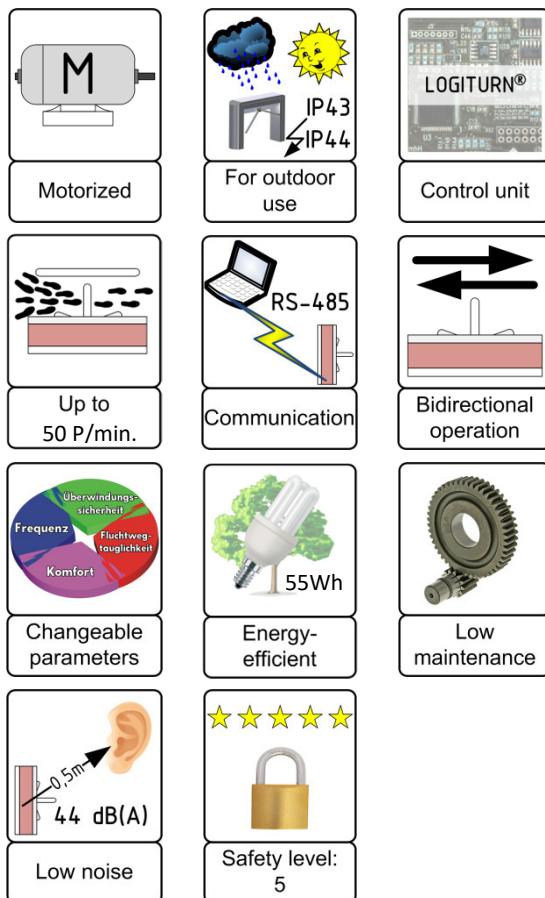 M
Motorized
IP43
IP44
For outdoor
use
LOGITURN®
Control unit
Up to
50 P/min.
RS-485
Communication
Bidirectional
operation
Überwindungs-
sicherheit
Frequenz
Fluchtweg-
tauglichkeit
Komfort
Changeable
parameters
55Wh
Energy-
efficient
Low
maintenance
0,5m
44 dB(A)
Low noise
Safety level:
5